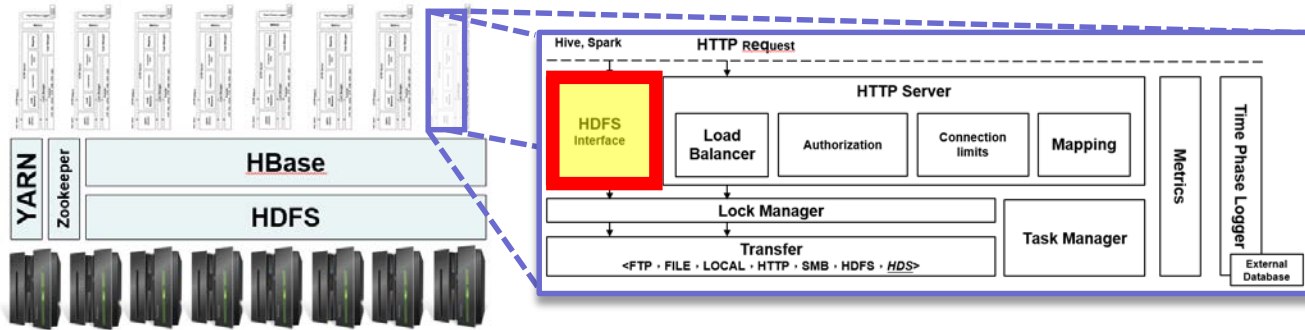 YARN
Zookeeper
HBase
HDFS
Hive, Spark
HTTP Request
HDFS
Interface
HTTP Server
Load
Balancer
Authorization
Connection
limits
Mapping
Lock Manager
Transfer
<FTP · FILE · LOCAL · HTTP · SMB · HDFS · HDS>
Task Manager
Metrics
Time Phase Logger
External
Database